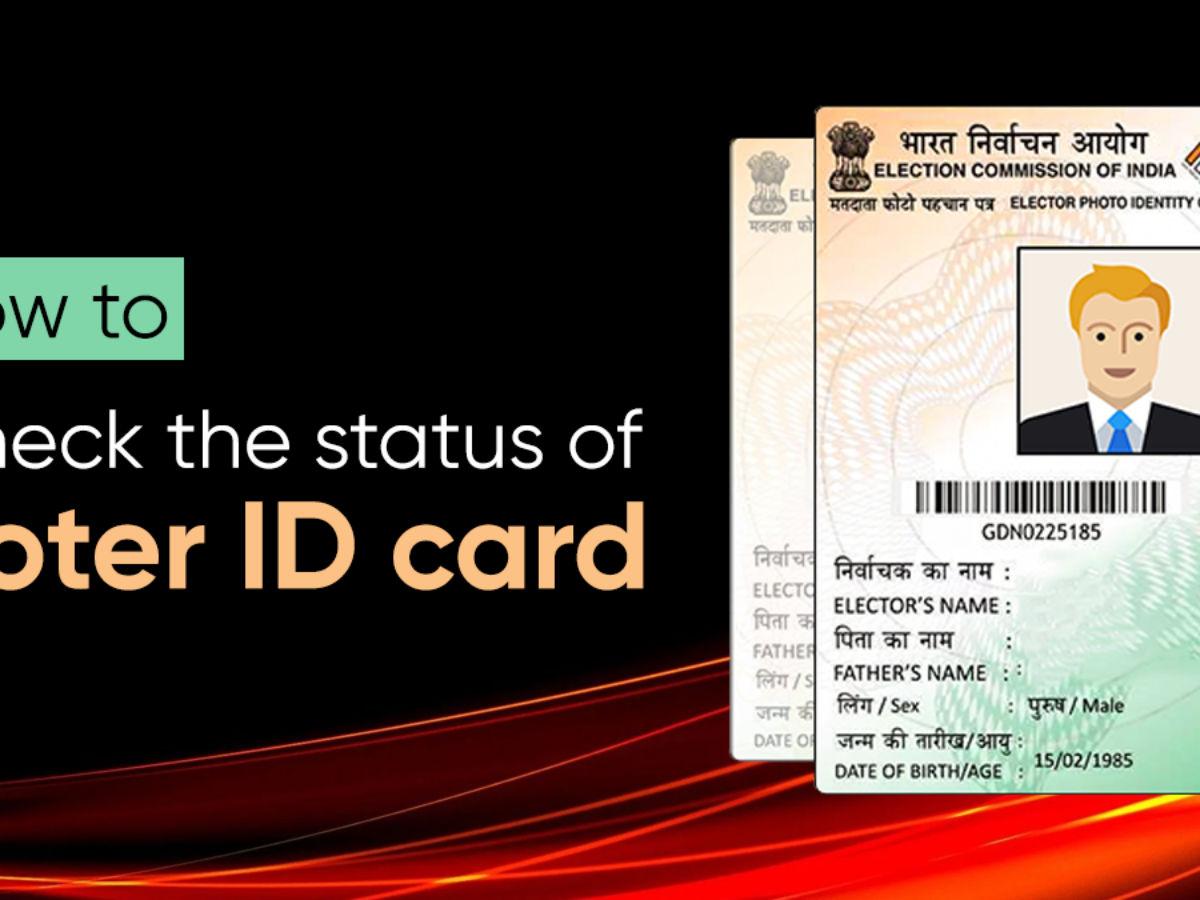 ow to
heck the status of
oter ID card
EL
मतदाता फो
निर्वाचक
ELECTO
पिता क
FATHER
लिंग / S
जन्म की
DATE OF
भारत निर्वाचन आयोग
ELECTION COMMISSION OF INDIA
मतदाता फोटो पहचान पत्र ELECTOR PHOTO IDENTITY
GDN0225185
निर्वाचक का नाम :
ELECTOR'S NAME :
पिता का नाम :
FATHER'S NAME : :
लिंग / Sex : पुरुष / Male
जन्म की तारीख/आयु :
DATE OF BIRTH/AGE : 15/02/1985